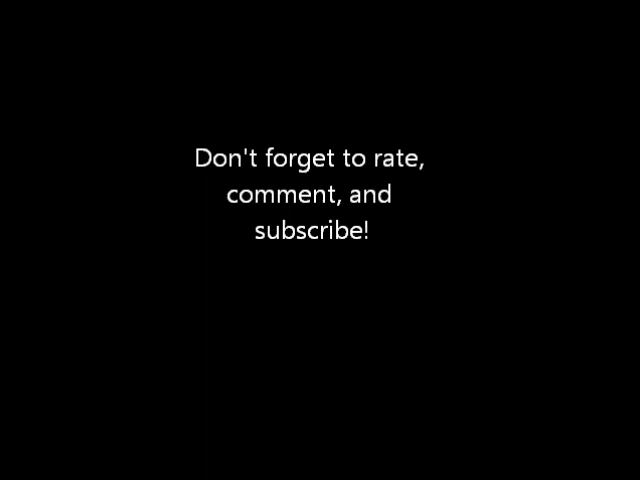 Don't forget to rate,
comment, and
subscribe!